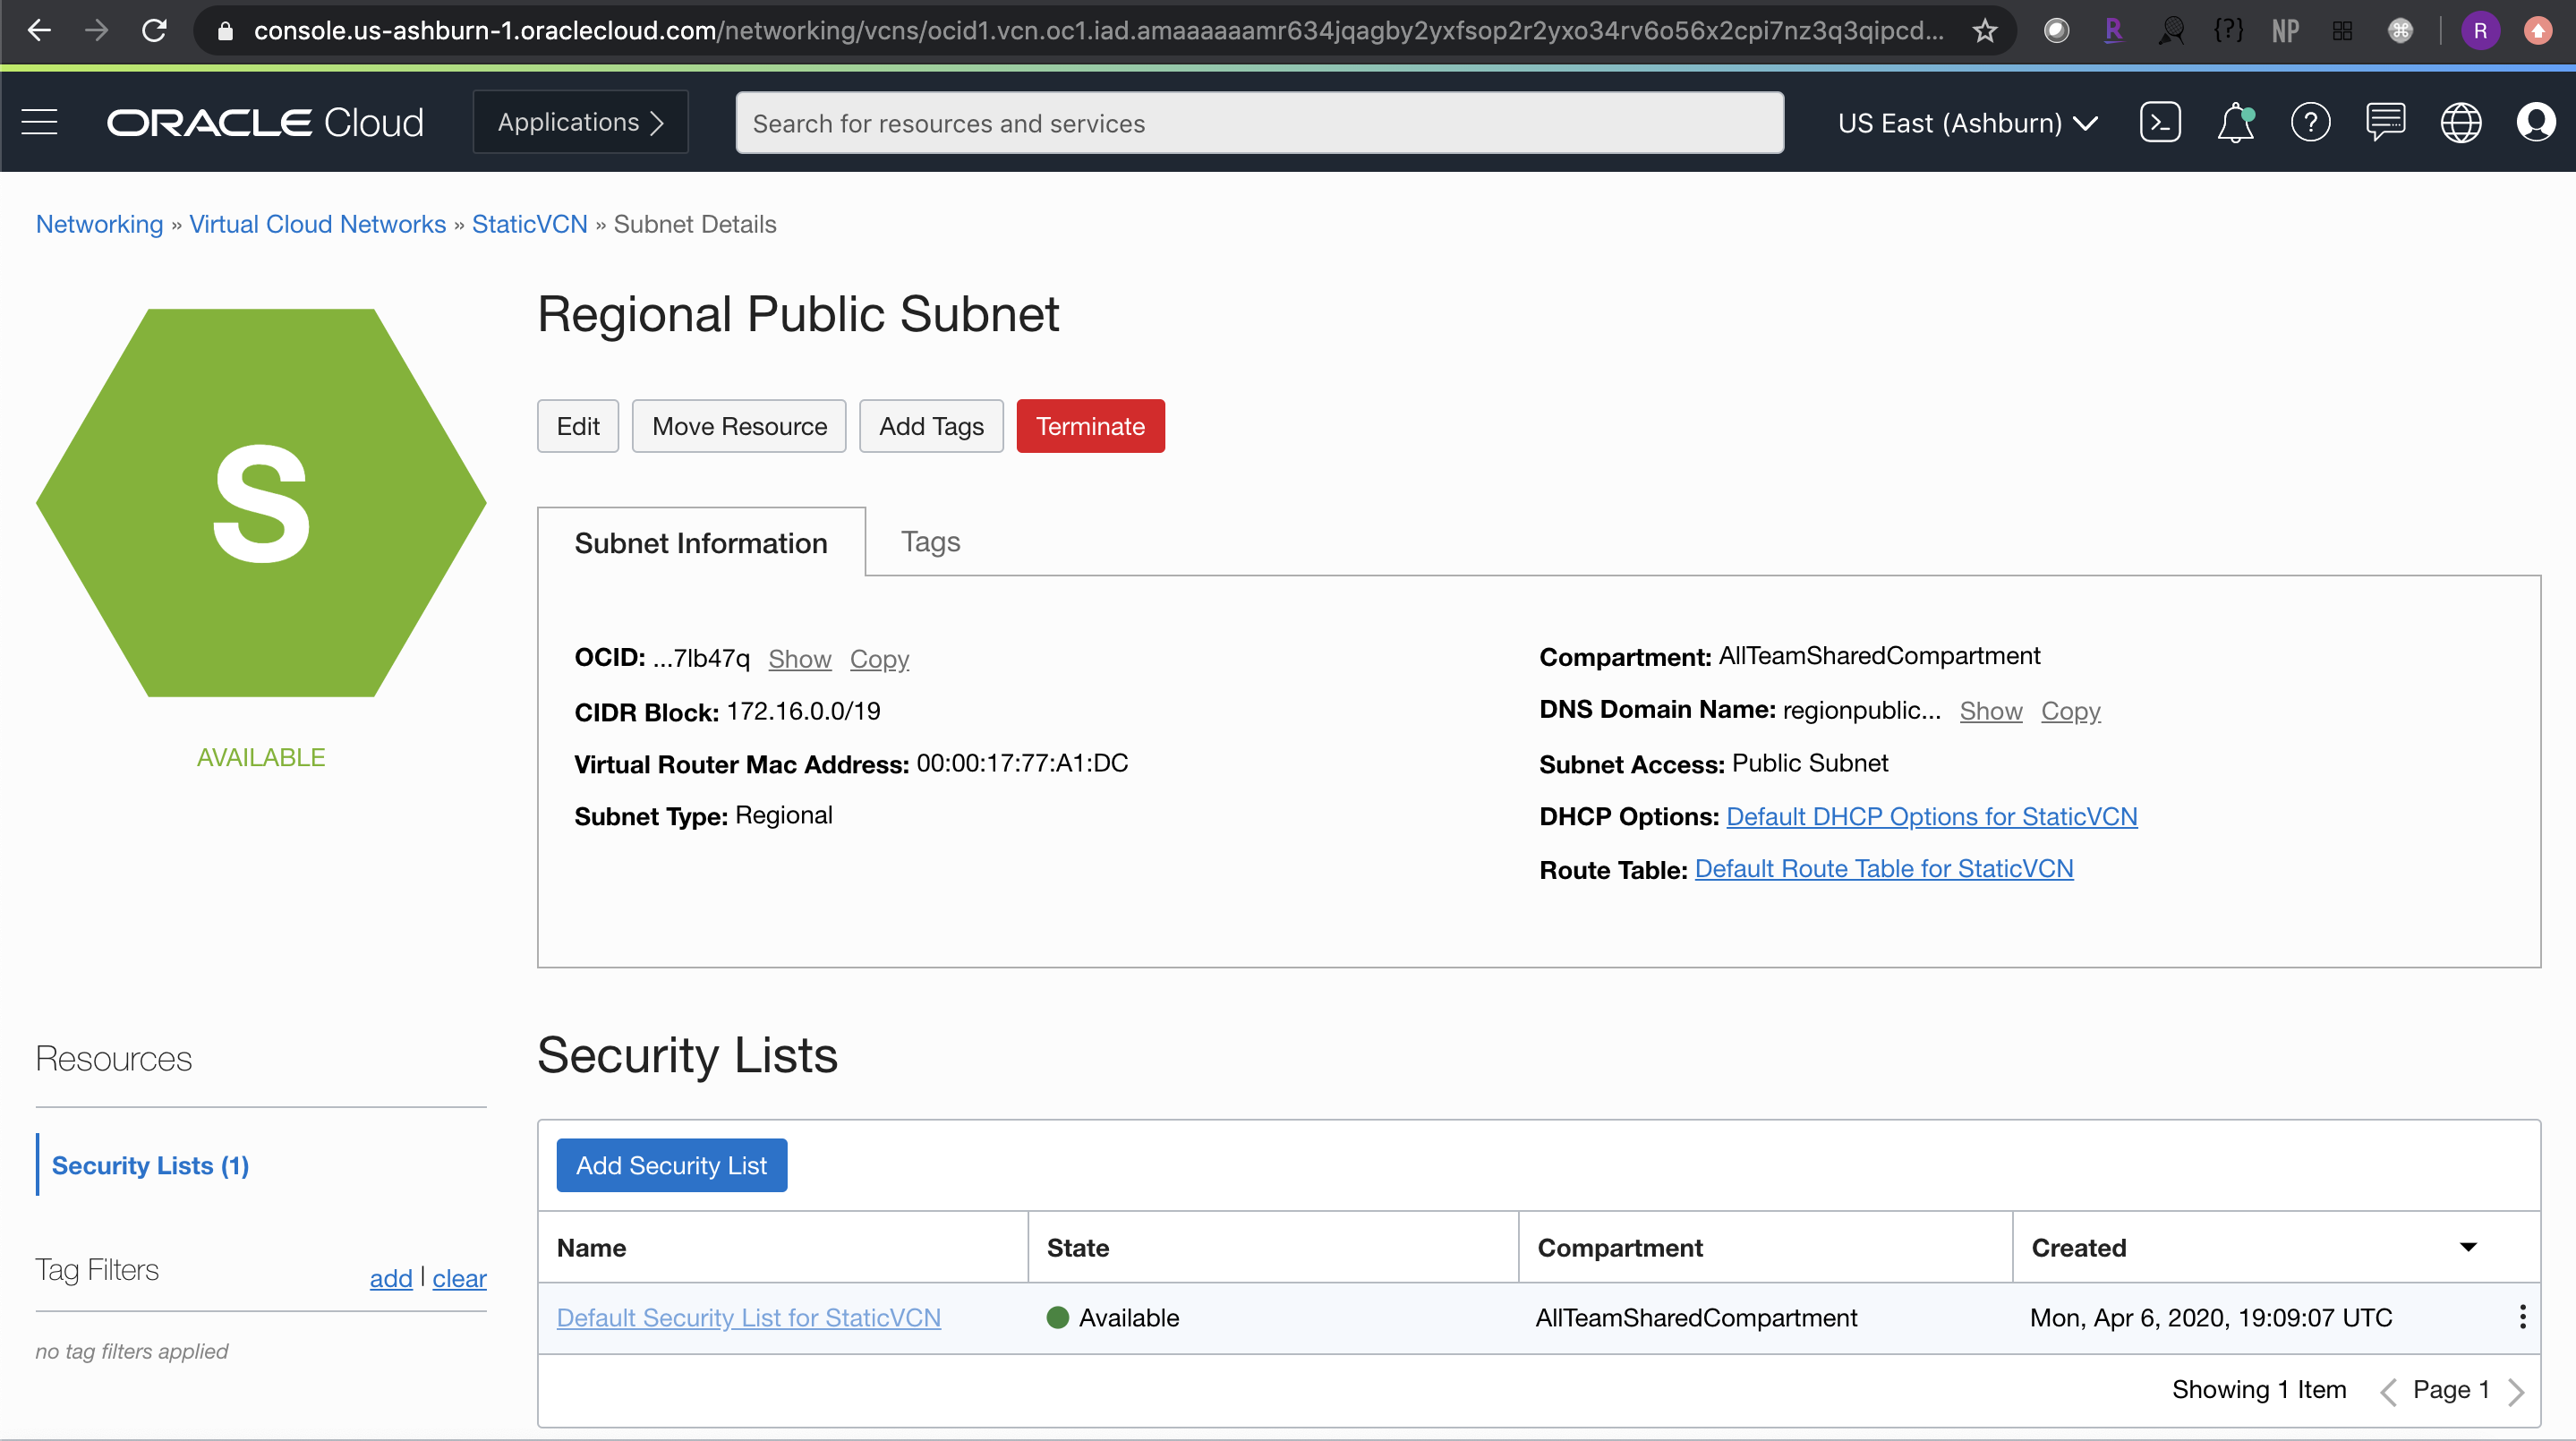 console.us-ashburn-1.oraclecloud.com/networking/vcns/ocid1.vcn.oc1.iad.amaaaaaamr634jqagby2yxfsop2r2yxo34rv6o56x2cpi7nz3q3qipcd...
R
{?}
NP
R
ORACLE Cloud
Applications
Search for resources and services
US East (Ashburn)
Networking » Virtual Cloud Networks » StaticVCN » Subnet Details
S
AVAILABLE
Regional Public Subnet
Edit
Move Resource
Add Tags
Terminate
Subnet Information
Tags
OCID: ...7lb47q Show Copy
CIDR Block: 172.16.0.0/19
Virtual Router Mac Address: 00:00:17:77:A1:DC
Subnet Type: Regional
Compartment: AllTeamSharedCompartment
DNS Domain Name: regionpublic... Show Copy
Subnet Access: Public Subnet
DHCP Options: Default DHCP Options for StaticVCN
Route Table: Default Route Table for StaticVCN
Resources
Security Lists (1)
Tag Filters
add | clear
no tag filters applied
Security Lists
Add Security List
Name State Compartment Created
Default Security List for StaticVCN Available AllTeamSharedCompartment Mon, Apr 6, 2020, 19:09:07 UTC
Showing 1 Item
Page 1